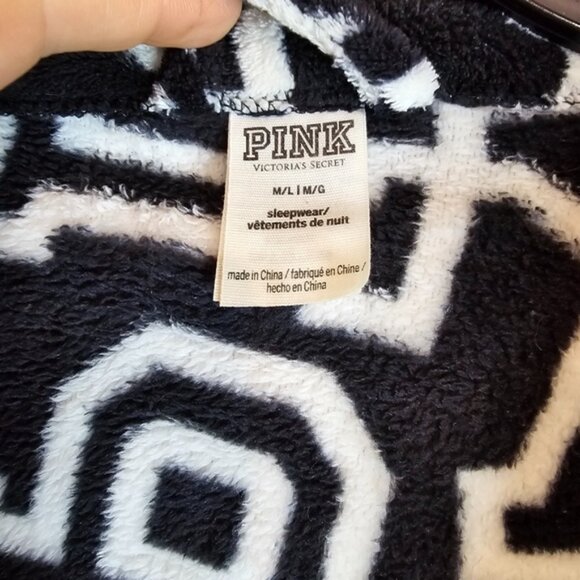 PINK
VICTORIA'S SECRET
M/L | M/G
sleepwear/
vêtements de nuit
made in China / fabriqué en Chine /
hecho en China